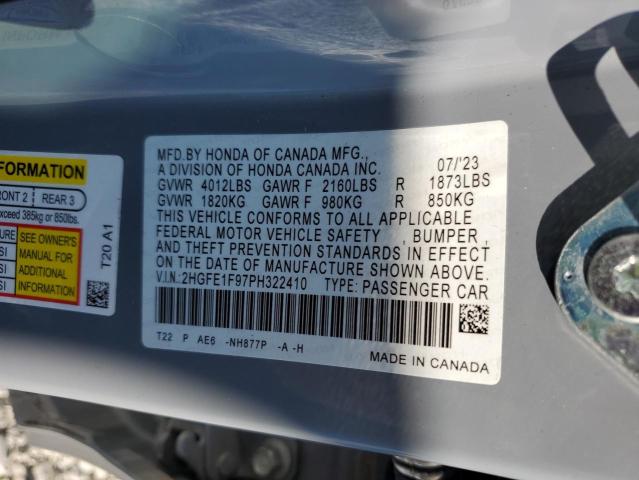 MFD.BY HONDA OF CANADA MFG.,
A DIVISION OF HONDA CANADA INC. 07/'23
GVWR 4012LBS GAWR F 2160LBS R 1873LBS
GVWR 1820KG GAWR F 980KG R 850KG
THIS VEHICLE CONFORMS TO ALL APPLICABLE
FEDERAL MOTOR VEHICLE SAFETY , BUMPER ,
AND THEFT PREVENTION STANDARDS IN EFFECT
ON THE DATE OF MANUFACTURE SHOWN ABOVE.
V.I.N: 2HGFE1F97PH322410 TYPE: PASSENGER CAR
T22 P AE6 -NH877P -A -H
MADE IN CANADA
FORMATION
FRONT 2 REAR 3
exceed 385kg or 850lbs.
SEE OWNER'S
MANUAL FOR
ADDITIONAL
INFORMATION
T20 A1